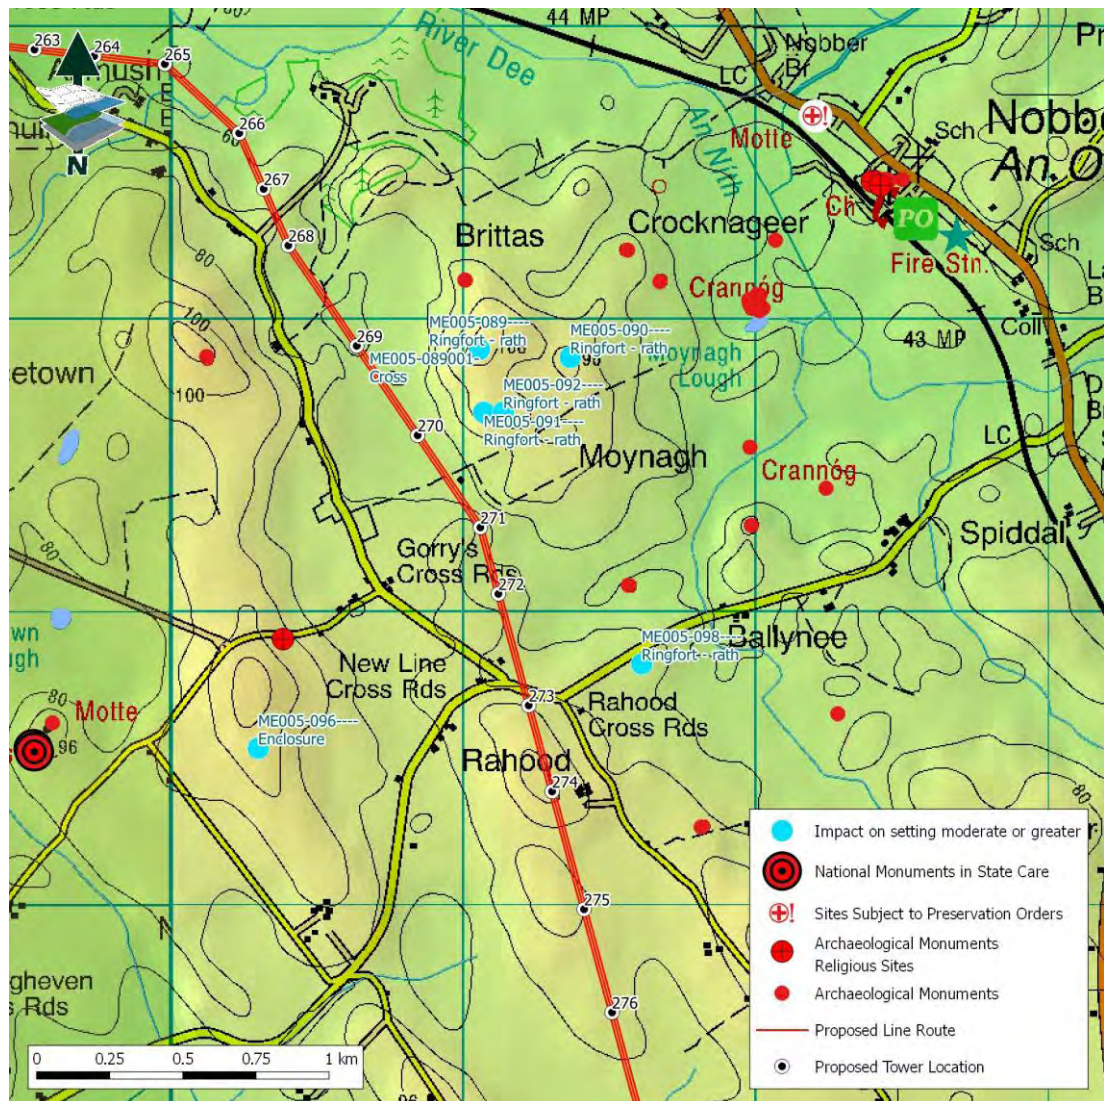 44 MP
River Dee
Nobber
Br
LC
263
264
265
266
60
267
268
N
Motte
An Nith
Sch
Ch
PO
Fire Stn.
Sch
Coll
43 MP
LC
Brittas
Crocknageer
Crannóg
Moynagh
Lough
80
100
100
etown
269
ME005-089----
Ringfort - rath
ME005-089001-
Cross
ME005-090----
Ringfort - rath
ME005-092----
Ringfort - rath
ME005-091----
Ringfort - rath
270
Moynagh
Crannóg
271
Gorry's
Cross Rds
272
Spiddal
80
ME005-098----
Ringfort - rath
Ballynee
New Line
Cross Rds
273
Rahood
Cross Rds
80
Motte
96
ME005-096----
Enclosure
Rahood
274
80
275
276
gheven
s Rds
96
0 0.25 0.5 0.75 1 km
Impact on setting moderate or greater
National Monuments in State Care
Sites Subject to Preservation Orders
Archaeological Monuments
Religious Sites
Archaeological Monuments
Proposed Line Route
Proposed Tower Location